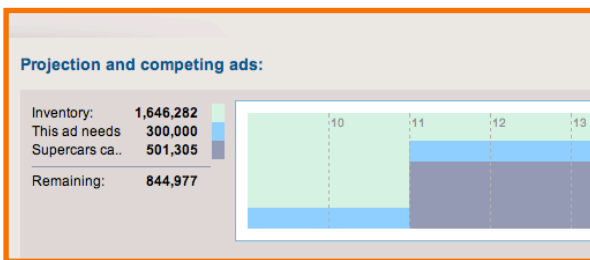 Projection and competing ads:
Inventory: 1,646,282
This ad needs 300,000
Supercars ca.. 501,305
Remaining: 844,977
10 11 12 13